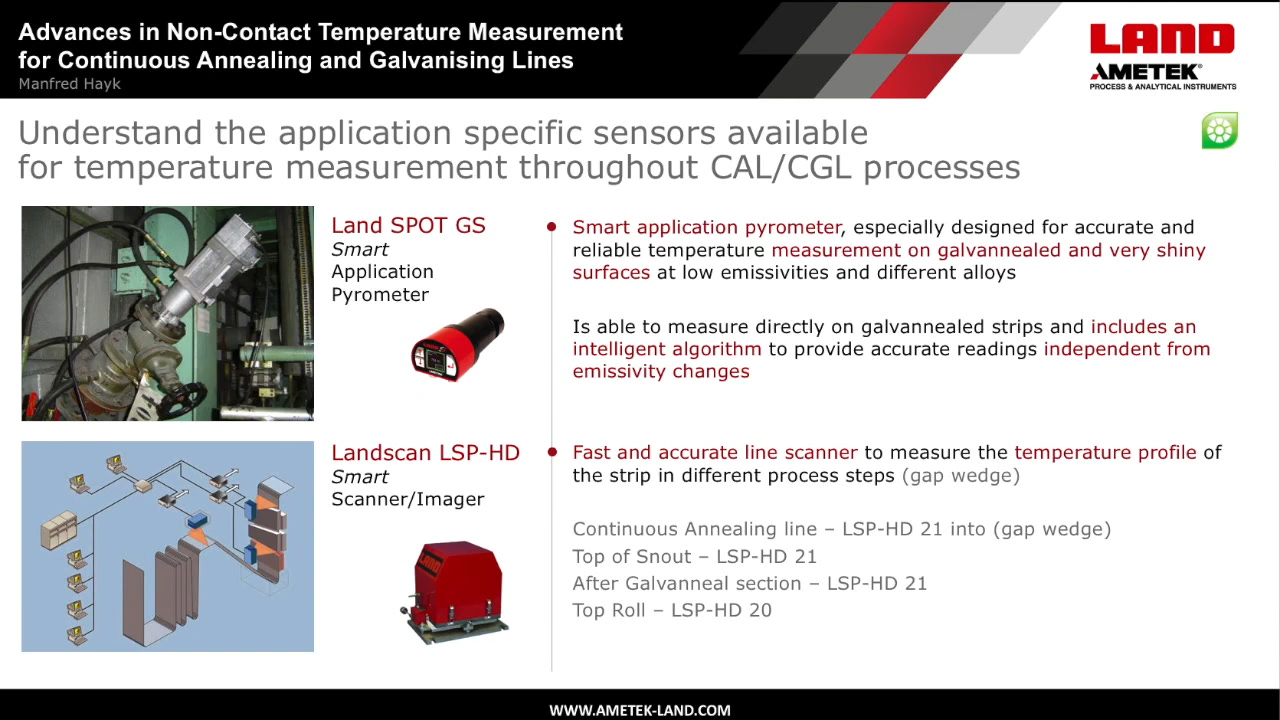 Advances in Non-Contact Temperature Measurement
for Continuous Annealing and Galvanising Lines
Manfred Hayk
LAND
AMETEK®
PROCESS & ANALYTICAL INSTRUMENTS
Understand the application specific sensors available
for temperature measurement throughout CAL/CGL processes
Land SPOT GS
Smart
Application
Pyrometer
Smart application pyrometer, especially designed for accurate and
reliable temperature measurement on galvannealed and very shiny
surfaces at low emissivities and different alloys
Is able to measure directly on galvannealed strips and includes an
intelligent algorithm to provide accurate readings independent from
emissivity changes
Landscan LSP-HD
Smart
Scanner/Imager
LAND
Fast and accurate line scanner to measure the temperature profile of
the strip in different process steps (gap wedge)
Continuous Annealing line – LSP-HD 21 into (gap wedge)
Top of Snout – LSP-HD 21
After Galvanneal section – LSP-HD 21
Top Roll – LSP-HD 20
WWW.AMETEK-LAND.COM